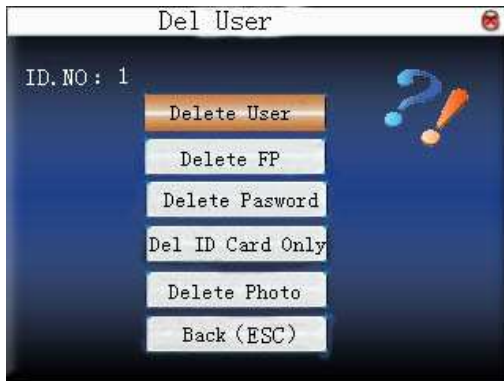 Del User
ID.NO: 1
Delete User
Delete FP
Delete Pasword
Del ID Card Only
Delete Photo
Back (ESC)